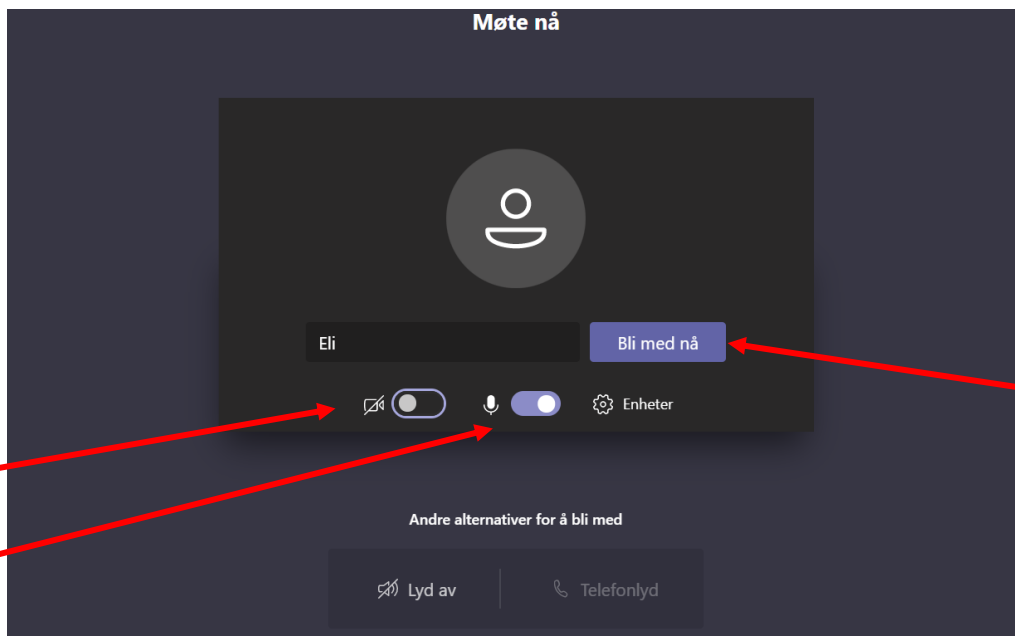 Møte nå
Eli
Bli med nå
Enheter
Andre alternativer for å bli med
Lyd av
Telefonlyd